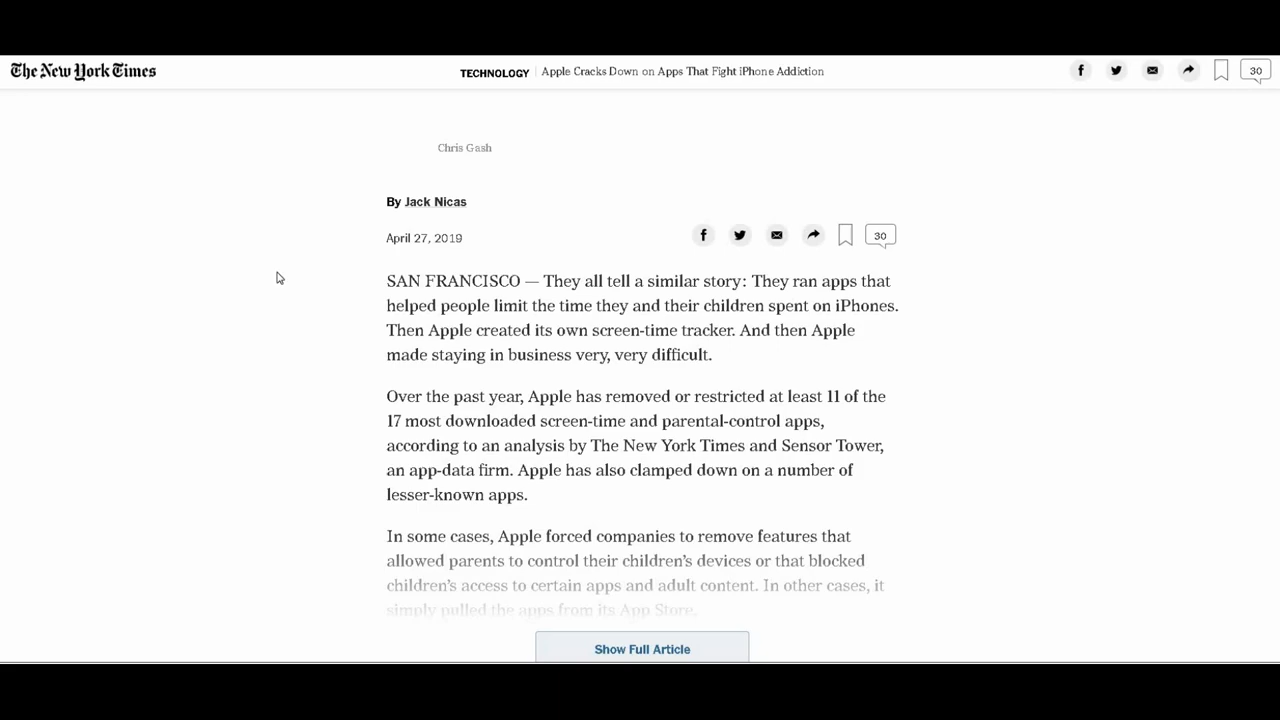 The New York Times
TECHNOLOGY | Apple Cracks Down on Apps That Fight iPhone Addiction
30
Chris Gash
By Jack Nicas
April 27, 2019
30
SAN FRANCISCO — They all tell a similar story: They ran apps that
helped people limit the time they and their children spent on iPhones.
Then Apple created its own screen-time tracker. And then Apple
made staying in business very, very difficult.
Over the past year, Apple has removed or restricted at least 11 of the
17 most downloaded screen-time and parental-control apps,
according to an analysis by The New York Times and Sensor Tower,
an app-data firm. Apple has also clamped down on a number of
lesser-known apps.
In some cases, Apple forced companies to remove features that
allowed parents to control their children’s devices or that blocked
children’s access to certain apps and adult content. In other cases, it
simply pulled the apps from its App Store.
Show Full Article